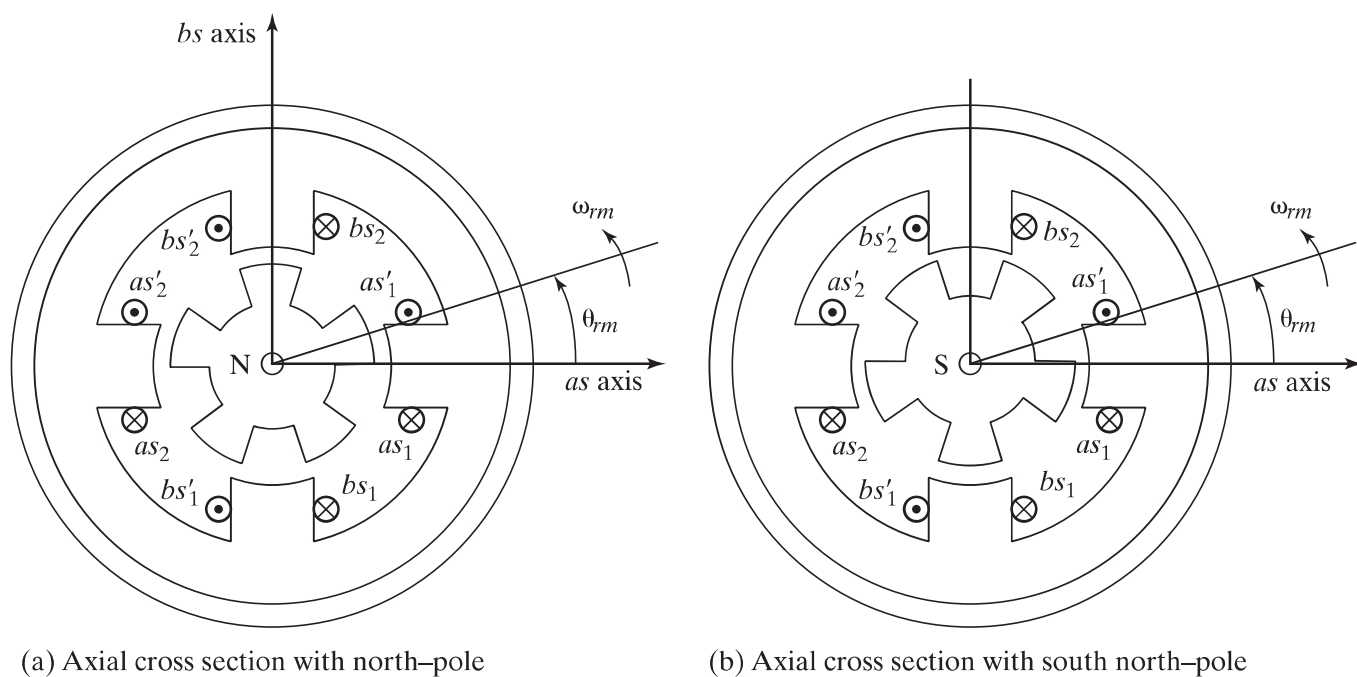 bs axis
ωrm
ωrm
bs′2
bs2
bs′2
bs2
as′2
as′1
as′2
as′1
θrm
θrm
N
S
as axis
as axis
as2
as1
as2
as1
bs′1
bs1
bs′1
bs1
(a) Axial cross section with north–pole
(b) Axial cross section with south north–pole